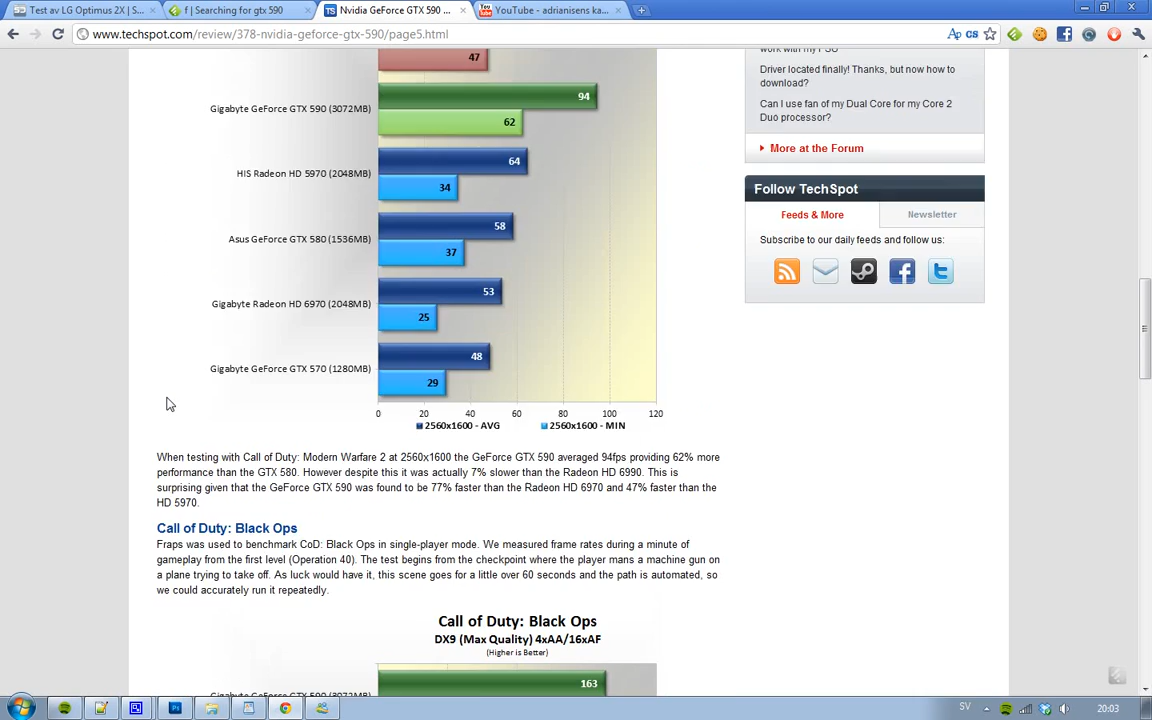 Test av LG Optimus 2X | S...
f | Searching for gtx 590
Nvidia GeForce GTX 590 ...
YouTube - adrianisens ka...
www.techspot.com/review/378-nvidia-geforce-gtx-590/page5.html
47
Gigabyte GeForce GTX 590 (3072MB)
94
62
HIS Radeon HD 5970 (2048MB)
64
34
Asus GeForce GTX 580 (1536MB)
58
37
Gigabyte Radeon HD 6970 (2048MB)
53
25
Gigabyte GeForce GTX 570 (1280MB)
48
29
0 20 40 60 80 100 120
2560x1600 - AVG 2560x1600 - MIN
When testing with Call of Duty: Modern Warfare 2 at 2560x1600 the GeForce GTX 590 averaged 94fps providing 62% more
performance than the GTX 580. However despite this it was actually 7% slower than the Radeon HD 6990. This is
surprising given that the GeForce GTX 590 was found to be 77% faster than the Radeon HD 6970 and 47% faster than the
HD 5970.
Call of Duty: Black Ops
Fraps was used to benchmark CoD: Black Ops in single-player mode. We measured frame rates during a minute of
gameplay from the first level (Operation 40). The test begins from the checkpoint where the player mans a machine gun on
a plane trying to take off. As luck would have it, this scene goes for a little over 60 seconds and the path is automated, so
we could accurately run it repeatedly.
Call of Duty: Black Ops
DX9 (Max Quality) 4xAA/16xAF
(Higher is Better)
163
Gigabyte GeForce GTX 590 (3072MB)
work with my PSU
Driver located finally! Thanks, but now how to
download?
Can I use fan of my Dual Core for my Core 2
Duo processor?
More at the Forum
Follow TechSpot
Feeds & More
Newsletter
Subscribe to our daily feeds and follow us:
SV
20:03